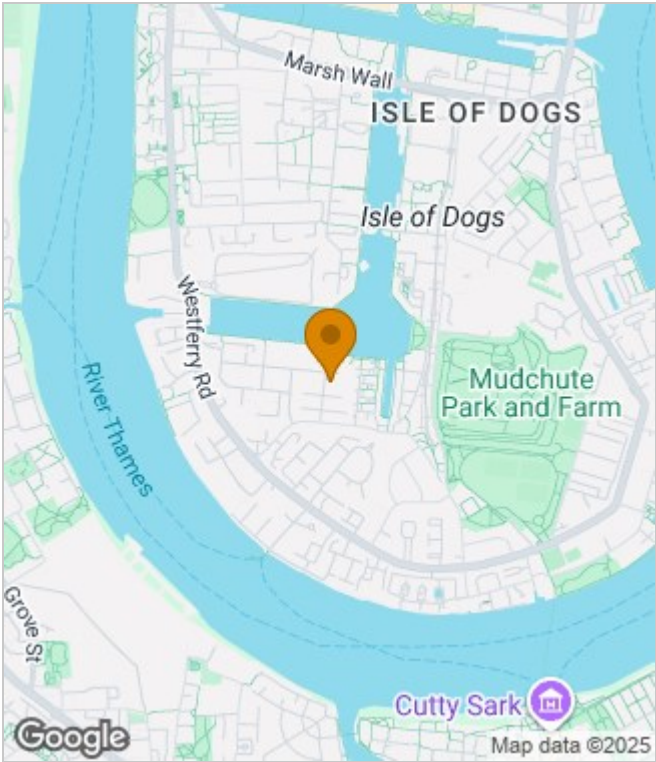 Marsh Wall
ISLE OF DOGS
Isle of Dogs
Westferry Rd
River Thames
Mudchute
Park and Farm
Grove St
Cutty Sark
Google
Map data ©2025